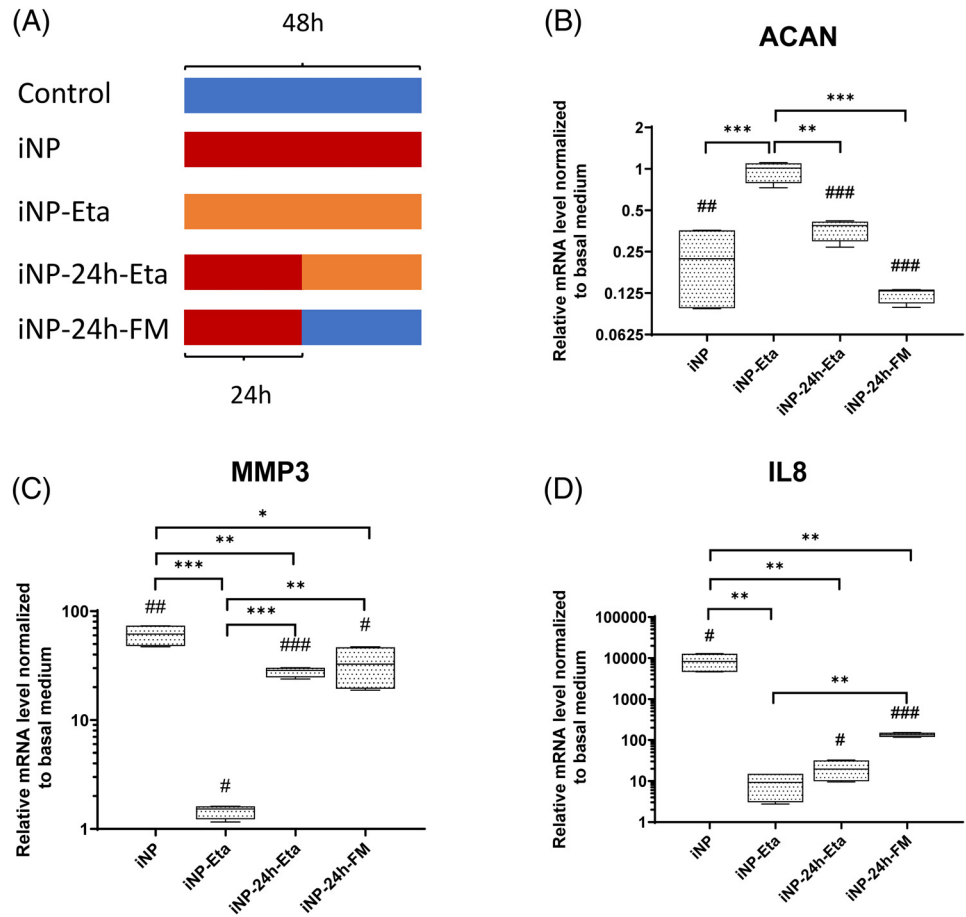 (A)
48h
Control
iNP
iNP-Eta
iNP-24h-Eta
iNP-24h-FM
24h
(B)
ACAN
Relative mRNA level normalized
to basal medium
2
1
0.5
0.25
0.125
0.0625
***
***
**
##
###
###
iNP
iNP-Eta
iNP-24h-Eta
iNP-24h-FM
(C)
MMP3
Relative mRNA level normalized
to basal medium
100
10
1
*
**
***
**
***
##
#
###
#
iNP
iNP-Eta
iNP-24h-Eta
iNP-24h-FM
(D)
IL8
Relative mRNA level normalized
to basal medium
100000
10000
1000
100
10
1
**
**
**
**
#
#
###
iNP
iNP-Eta
iNP-24h-Eta
iNP-24h-FM